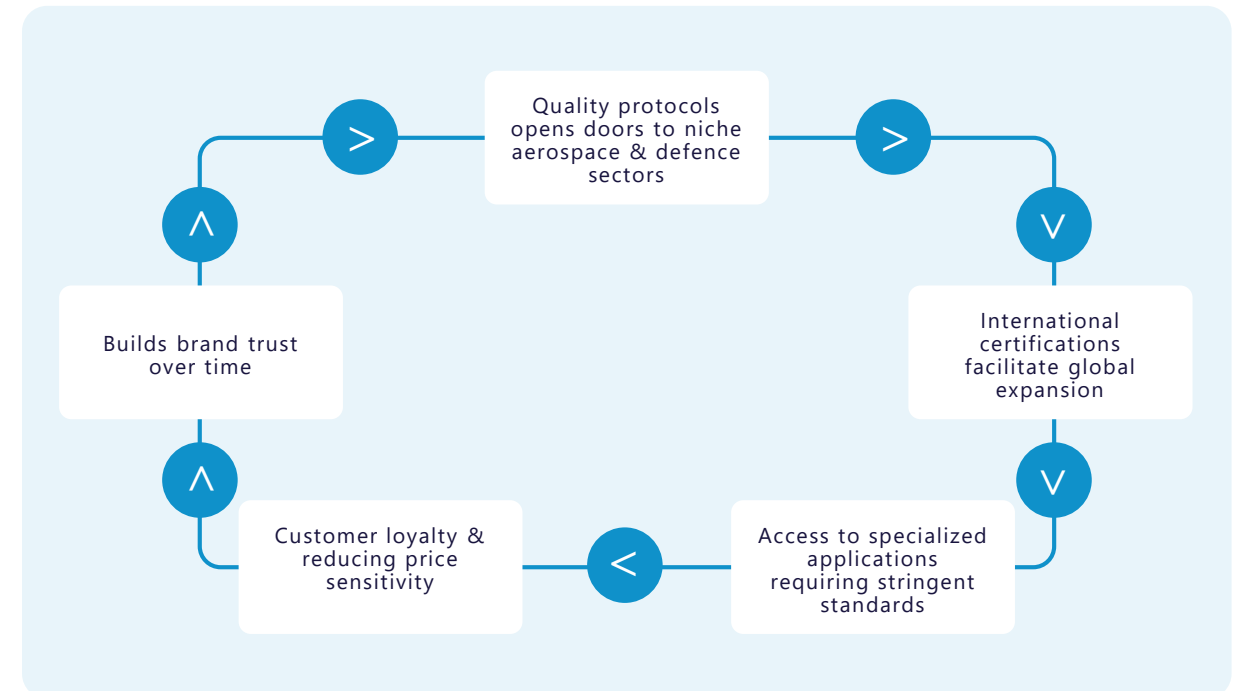 Quality protocols
opens doors to niche
aerospace & defence
sectors
International
certifications
facilitate global
expansion
Access to specialized
applications
requiring stringent
standards
Customer loyalty &
reducing price
sensitivity
Builds brand trust
over time